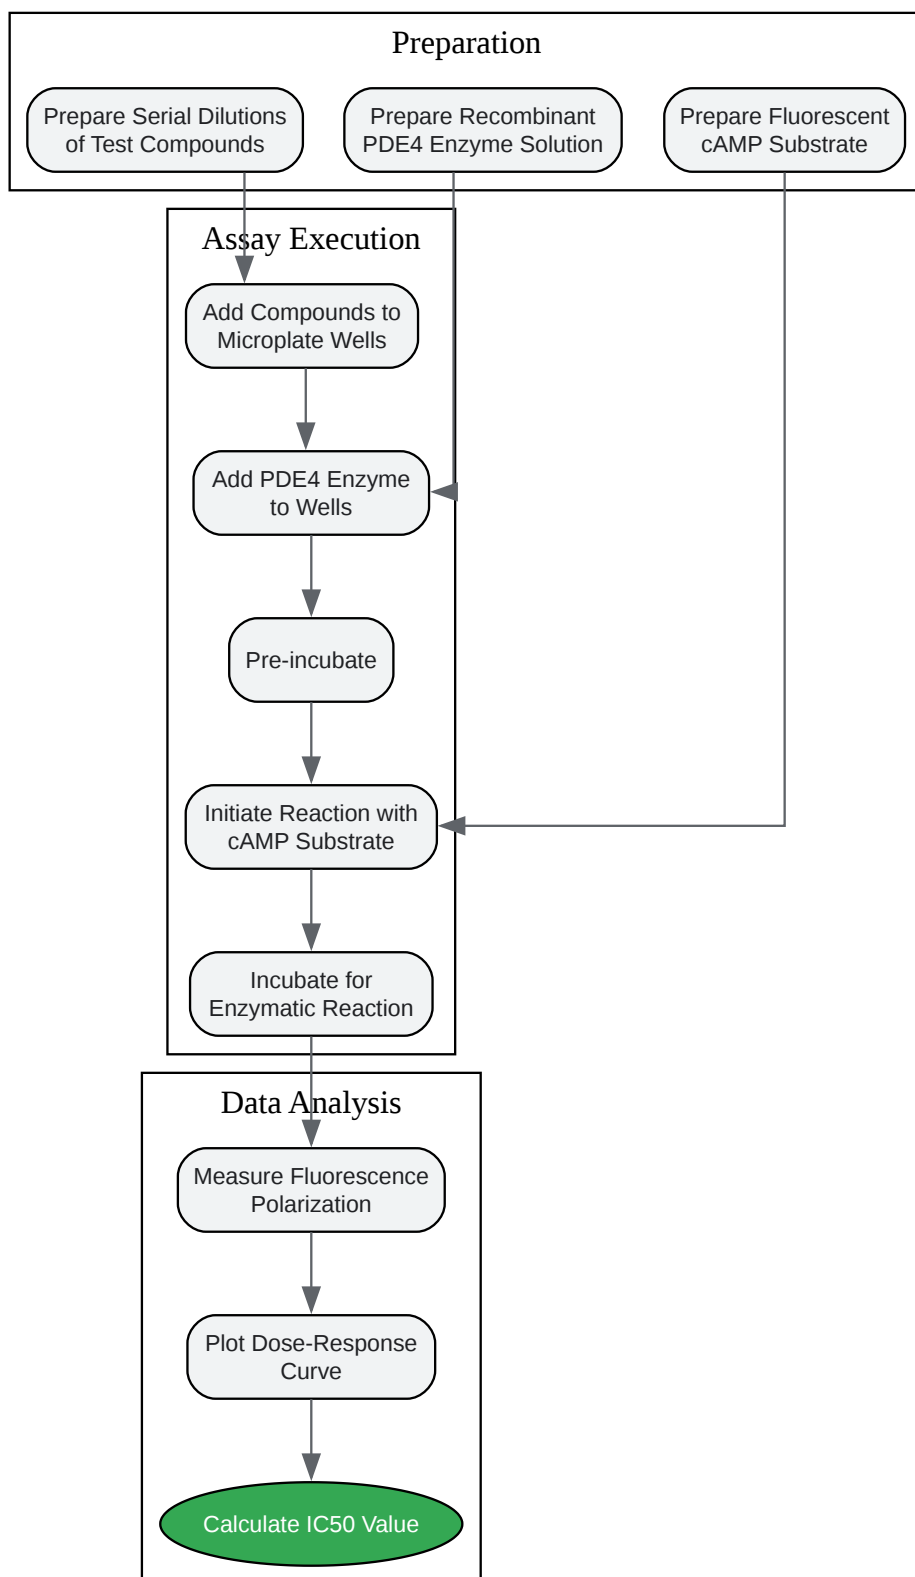 Preparation
Prepare Serial Dilutions
of Test Compounds
Prepare Recombinant
PDE4 Enzyme Solution
Prepare Fluorescent
cAMP Substrate
Assay Execution
Add Compounds to
Microplate Wells
Add PDE4 Enzyme
to Wells
Pre-incubate
Initiate Reaction with
cAMP Substrate
Incubate for
Enzymatic Reaction
Data Analysis
Measure Fluorescence
Polarization
Plot Dose-Response
Curve
Calculate IC50 Value